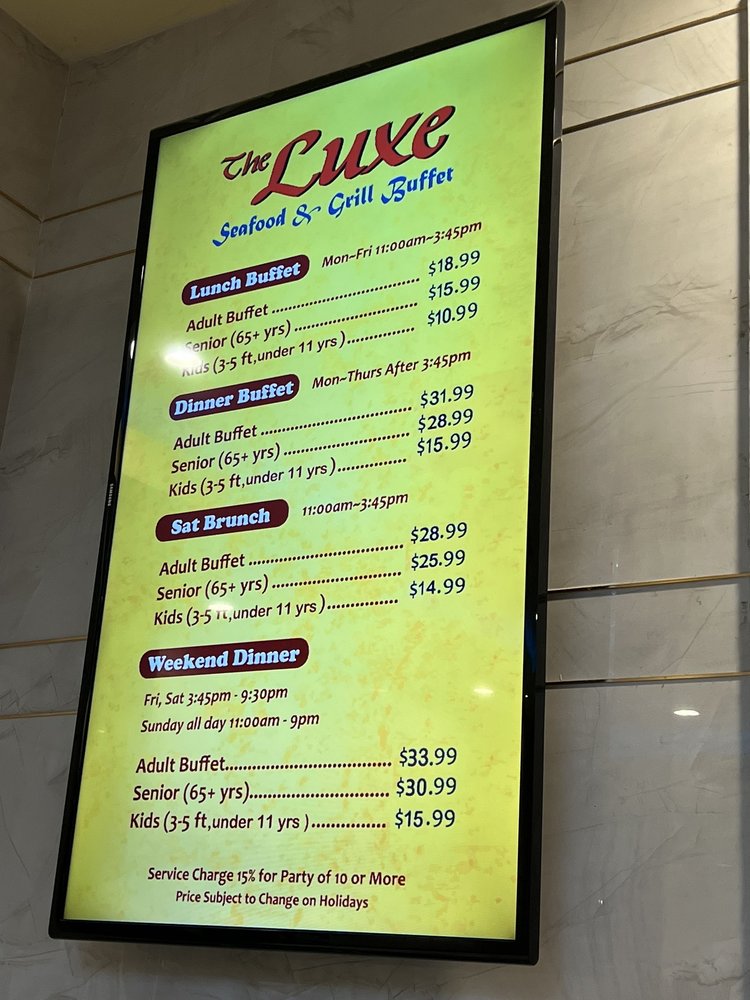 The Luxe
Seafood & Grill Buffet
Lunch Buffet Mon~Fri 11:00am~3:45pm
Adult Buffet ........................................ $18.99
Senior (65+ yrs) ................................. $15.99
Kids (3-5 ft,under 11 yrs)................ $10.99
Dinner Buffet Mon~Thurs After 3:45pm
Adult Buffet ........................................ $31.99
Senior (65+ yrs) ................................. $28.99
Kids (3-5 ft,under 11 yrs)................ $15.99
Sat Brunch 11:00am~3:45pm
Adult Buffet ........................................ $28.99
Senior (65+ yrs) ................................. $25.99
Kids (3-5 ft,under 11 yrs)................ $14.99
Weekend Dinner
Fri, Sat 3:45pm - 9:30pm
Sunday all day 11:00am - 9pm
Adult Buffet........................................ $33.99
Senior (65+ yrs)................................. $30.99
Kids (3-5 ft,under 11 yrs )................ $15.99
Service Charge 15% for Party of 10 or More
Price Subject to Change on Holidays
SAMSUNG